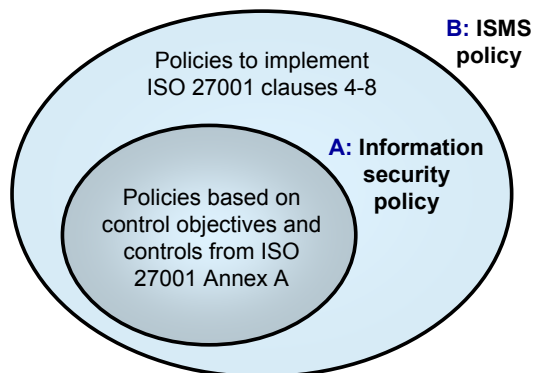 B: ISMS
policy
Policies to implement
ISO 27001 clauses 4-8
A: Information
security
policy
Policies based on
control objectives and
controls from ISO
27001 Annex A